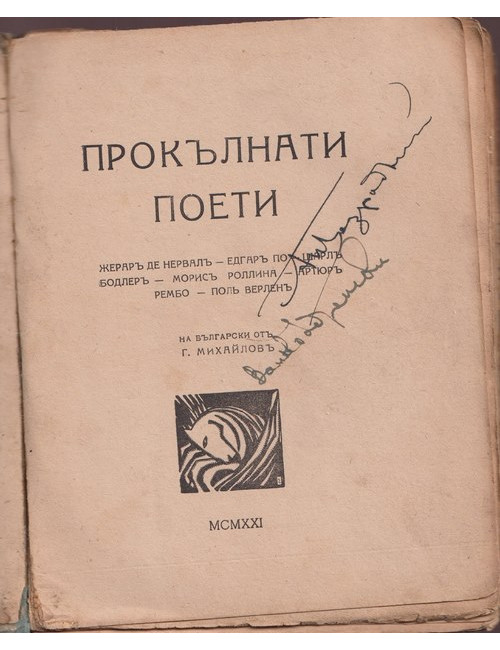 ПРОКЪЛНАТИ
ПОЕТИ
ЖЕРАРЪ ДЕ НЕРВАЛЪ — ЕДГАРЪ ПО — ШАРЛЪ
БОДЛЕРЪ — МОРИСЪ РОЛЛИНА — АРТЮРЪ
РЕМБО — ПОЛЬ ВЕРЛЕНЪ
НА БЪЛГАРСКИ ОТЪ
Г. МИХАЙЛОВЪ
MCMXXI